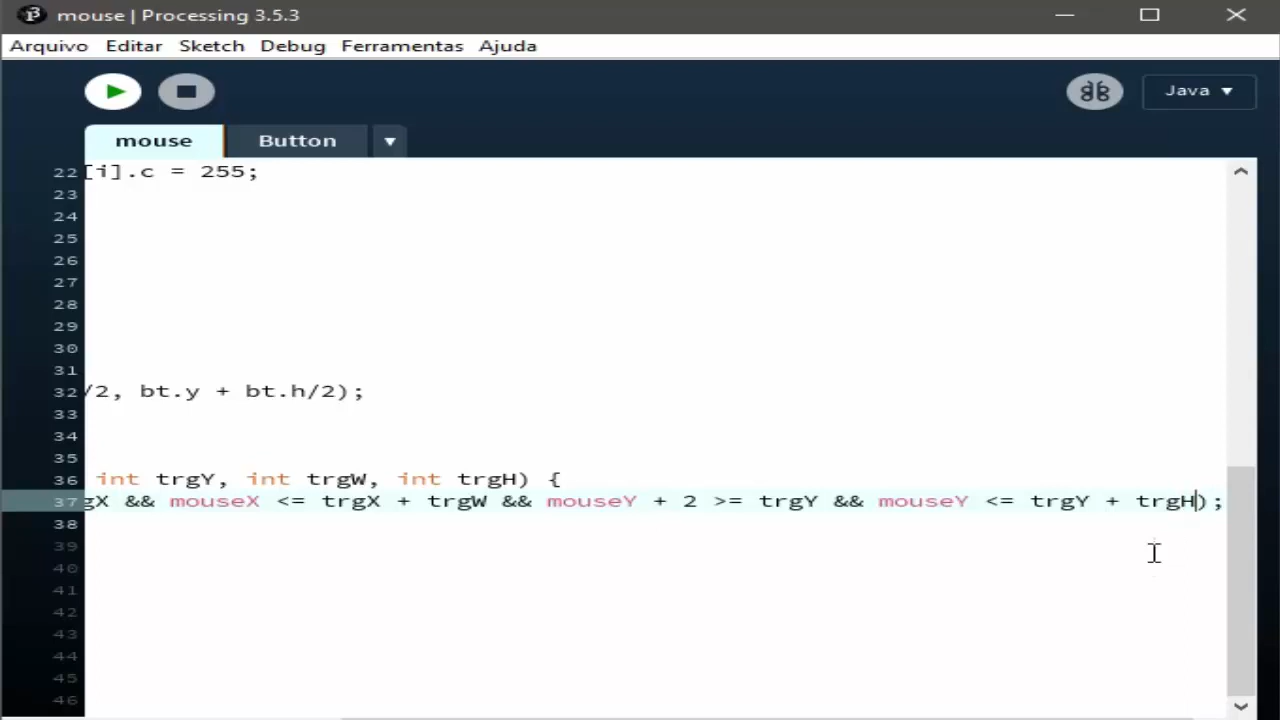 mouse | Processing 3.5.3
Arquivo Editar Sketch Debug Ferramentas Ajuda
Java
mouse Button
22 [i].c = 255;
23
24
25
26
27
28
29
30
31
32 /2, bt.y + bt.h/2);
33
34
35
36 int trgY, int trgW, int trgH) {
37 gX && mouseX <= trgX + trgW && mouseY + 2 >= trgY && mouseY <= trgY + trgH);
38
39
40
41
42
43
44
45
46